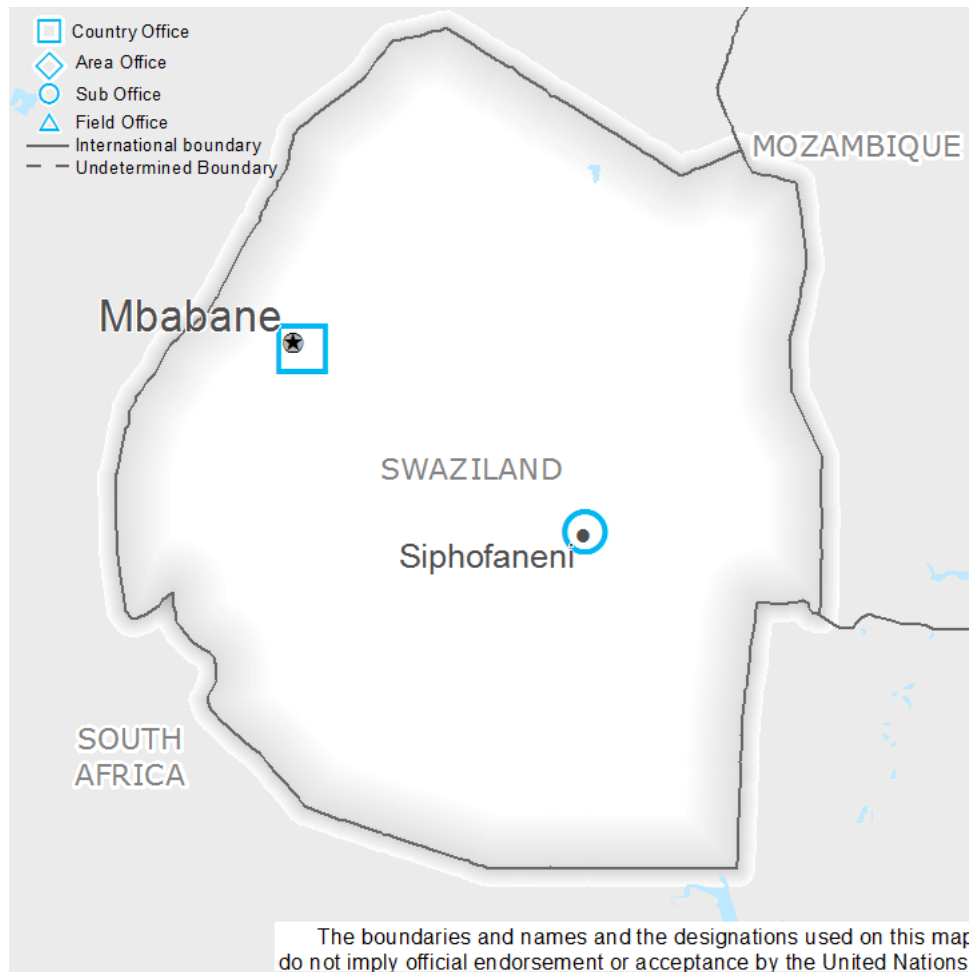 Country Office
Area Office
Sub Office
Field Office
International boundary
Undetermined Boundary
MOZAMBIQUE
Mbabane
SWAZILAND
Siphofaneni
SOUTH
AFRICA
The boundaries and names and the designations used on this map
do not imply official endorsement or acceptance by the United Nations.